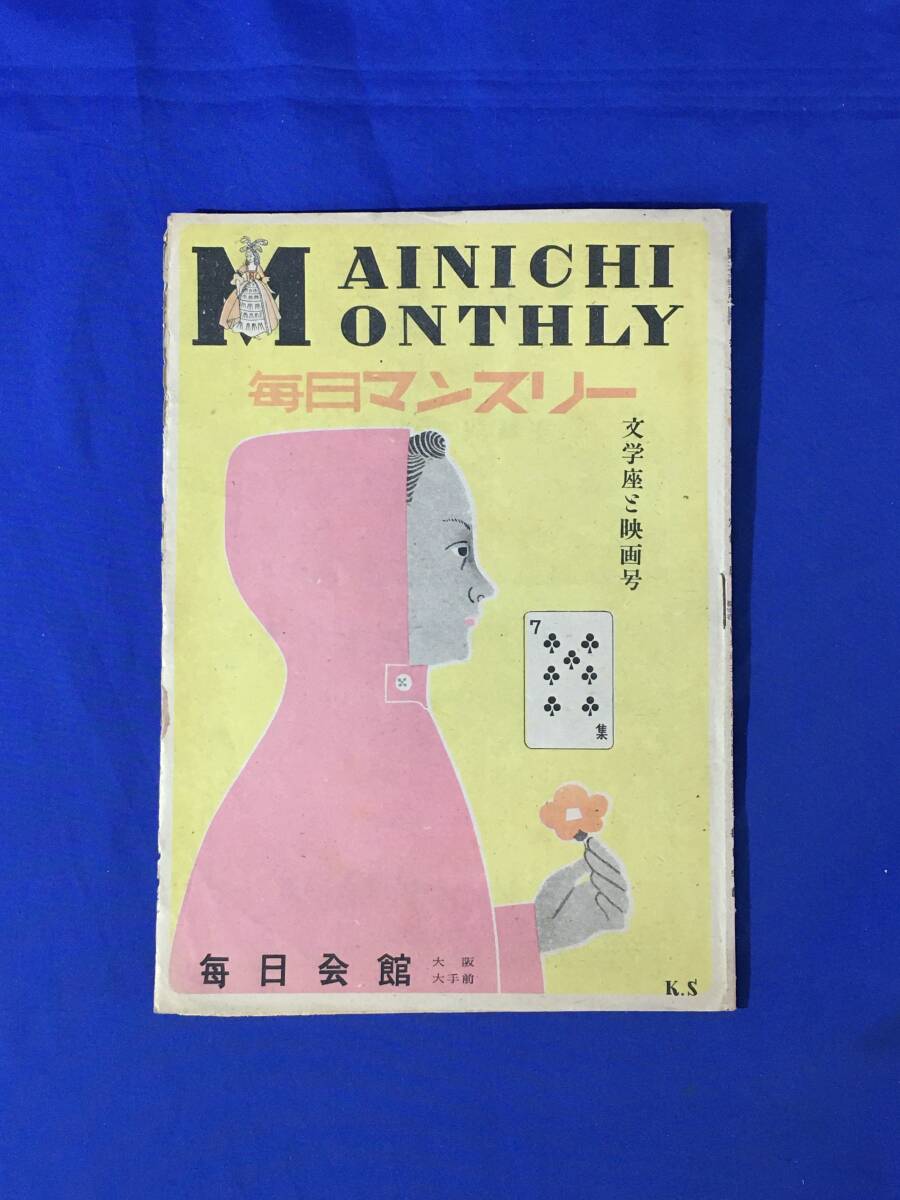 MAINICHI
MONTHLY
毎日マンスリー
文学座と映画号
7
集
毎日会館
大阪
大手前
K.S